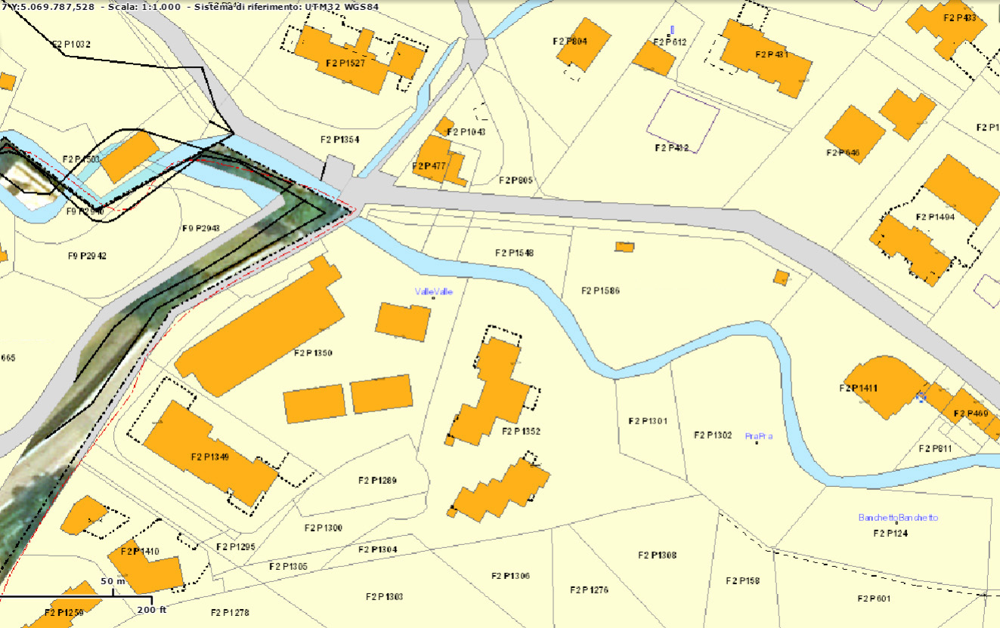 7 Y:5.069.787,528 - Scala: 1:1.000 - Sistema di riferimento: UTM32 WGS84
F2 P433
F2 P1032
F2 P804
F2 P612
F2 P431
F2 P1527
F2 P1
F2 P1043
F2 P1354
F2 P432
F2 P646
F2 P1503
F2 P477
F2 P805
F9 P2943
F2 P1494
F9 P2942
F2 P1548
F2 P1586
ValleValle
665
F2 P1350
F2 P1411
F2 P469
F2 P1301
F2 P1352
F2 P1302
PraPra
F2 P811
F2 P1349
F2 P1289
BanchettoBanchetto
F2 P1300
F2 P124
F2 P1295
F2 P1304
F2 P1410
F2 P1308
F2 P1305
F2 P1306
50 m
F2 P158
F2 P1276
F2 P1303
F2 P601
200 ft
F2 P1259
F2 P1278